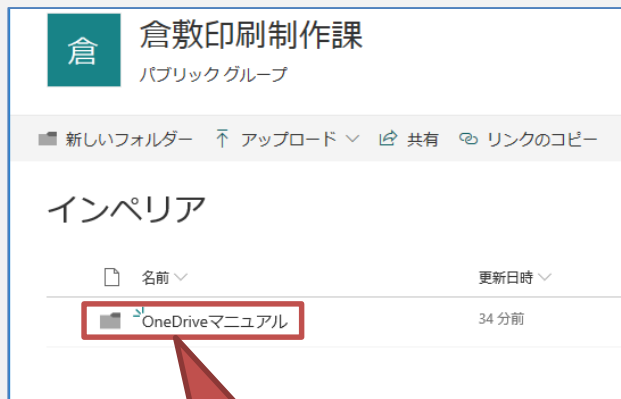 倉
倉敷印刷制作課
パブリック グループ
新しいフォルダー アップロード 共有 リンクのコピー
インペリア
名前 更新日時
OneDriveマニュアル 34 分前